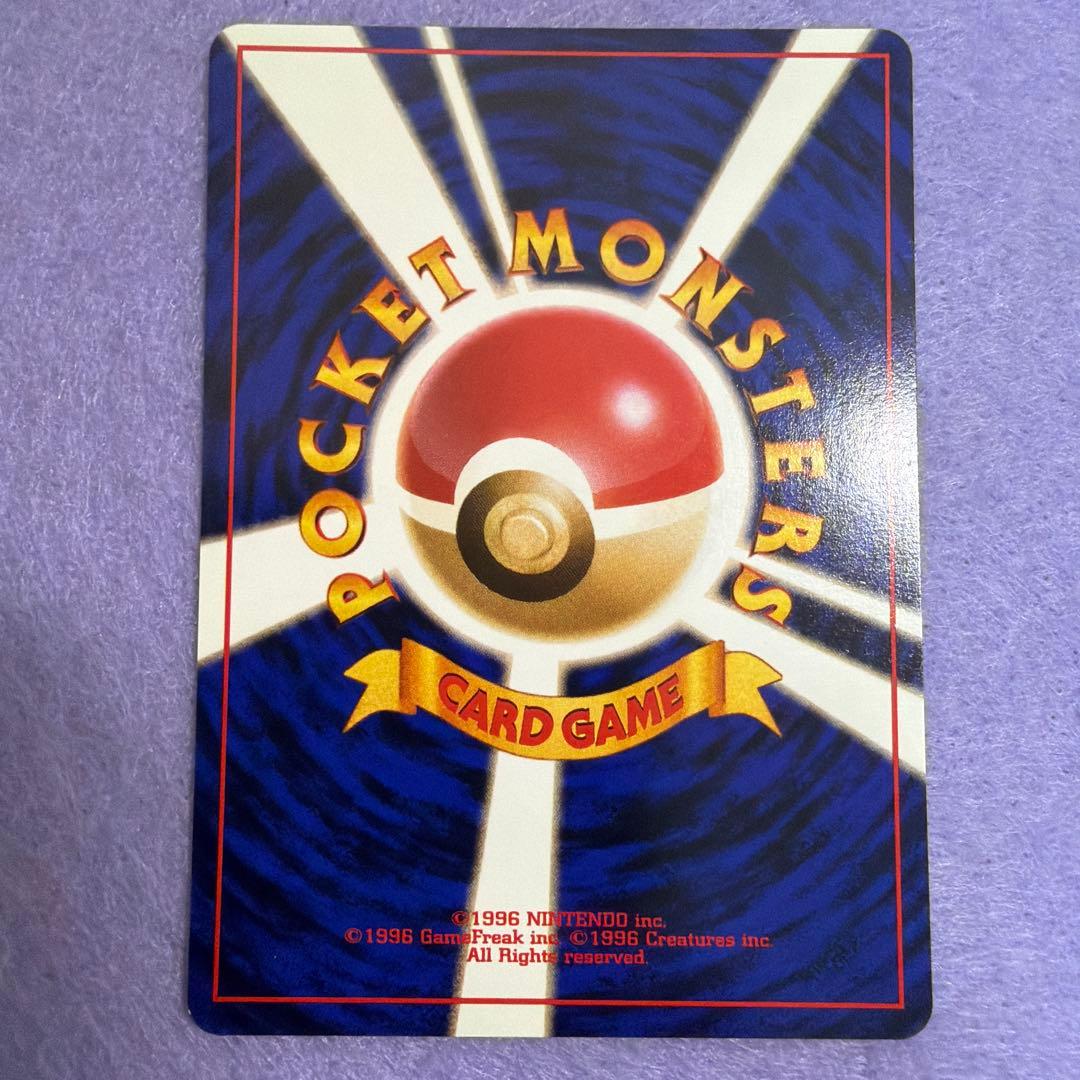 POCKET MONSTERS
CARD GAME
©1996 NINTENDO inc.
©1996 GameFreak inc. ©1996 Creatures inc.
All Rights reserved.